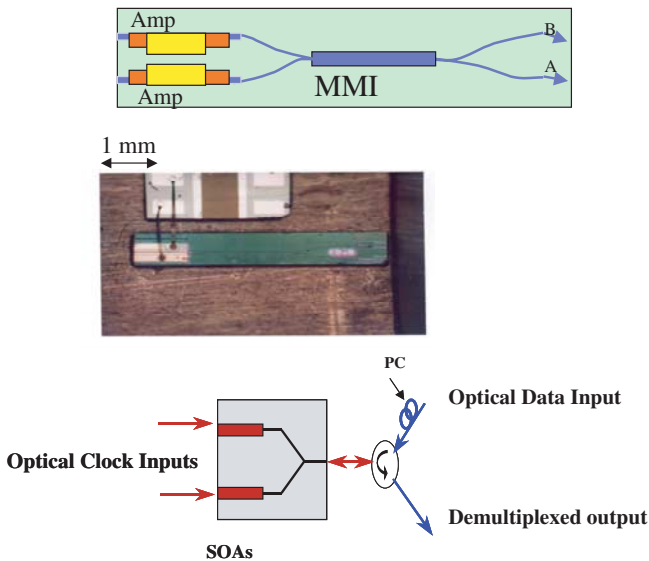 Amp
B
A
MMI
Amp
1 mm
PC
Optical Data Input
Optical Clock Inputs
Demultiplexed output
SOAs